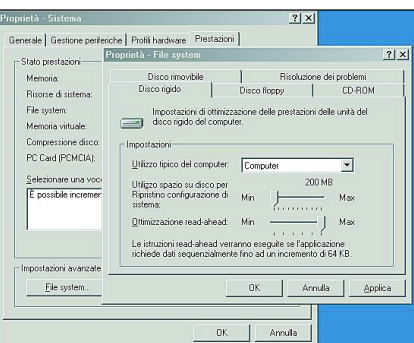 Proprietà - Sistema
Generale
Gestione periferiche
Profili hardware
Prestazioni
Stato prestazioni
Memoria:
Risorse di sistema:
File system:
Memoria virtuale:
Compressione disco:
PC Card (PCMCIA):
Selezionare una voc
È possibile incremen
Impostazioni avanzate
File system...
OK
Annulla
Proprietà - File system
Disco rimovibile
Risoluzione dei problemi
Disco rigido
Disco floppy
CD-ROM
Impostazioni di ottimizzazione delle prestazioni delle unità del
disco rigido del computer.
Impostazioni
Utilizzo tipico del computer:
Computer
Utilizzo spazio su disco per
Ripristino configurazione di
sistema:
200 MB
Min
Max
Ottimizzazione read-ahead:
Min
Max
Le istruzioni read-ahead verranno eseguite se l'applicazione
richiede dati sequenzialmente fino ad un incremento di 64 KB.
OK
Annulla
Applica